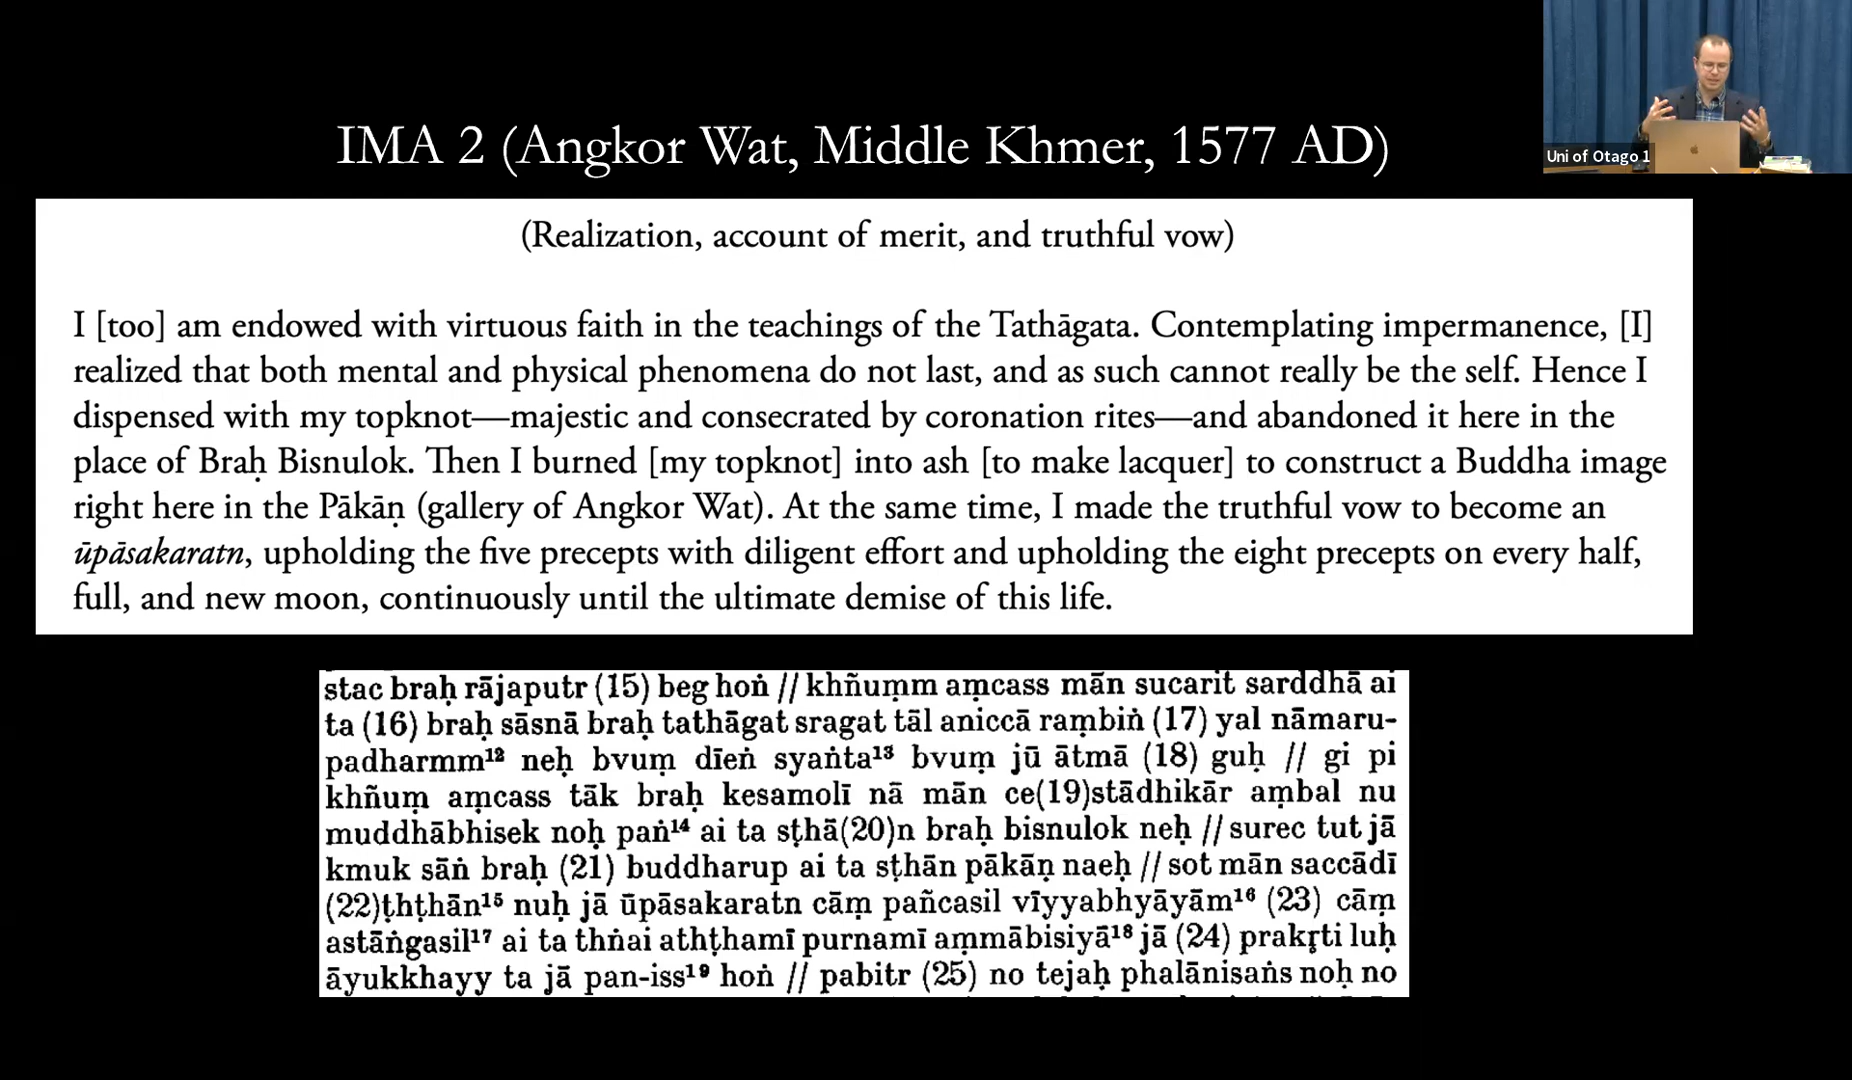 IMA 2 (Angkor Wat, Middle Khmer, 1577 AD)
Uni of Otago 1
(Realization, account of merit, and truthful vow)
I [too] am endowed with virtuous faith in the teachings of the Tathāgata. Contemplating impermanence, [I]
realized that both mental and physical phenomena do not last, and as such cannot really be the self. Hence I
dispensed with my topknot—majestic and consecrated by coronation rites—and abandoned it here in the
place of Braḥ Bisnulok. Then I burned [my topknot] into ash [to make lacquer] to construct a Buddha image
right here in the Pākāṇ (gallery of Angkor Wat). At the same time, I made the truthful vow to become an
ūpāsakaratn, upholding the five precepts with diligent effort and upholding the eight precepts on every half,
full, and new moon, continuously until the ultimate demise of this life.
stac braḥ rājaputr (15) beg hoṅ // khñuṃm aṃcass mān sucarit sarddhā ai
ta (16) braḥ sāsnā braḥ tathāgat sragat tāl aniccā raṃbiṅ (17) yal nāmaru-
padharmm¹² neḥ bvuṃ dīeṅ syaṅta¹³ bvuṃ jū ātmā (18) guḥ // gi pi
khñuṃ aṃcass tāk braḥ kesamolī nā mān ce(19)stādhikār aṃbal nu
muddhābhisek noḥ paṅ¹⁴ ai ta sṭhā(20)n braḥ bisnulok neḥ // surec tut jā
kmuk sāṅ braḥ (21) buddharup ai ta sṭhān pākāṇ naeḥ // sot mān saccādī
(22)ṭhṭhān¹⁵ nuḥ jā ūpāsakaratn cāṃ pañcasil vīyyabhyāyāṃ¹⁶ (23) cāṃ
astāṅgasil¹⁷ ai ta thṅai athṭhamī purnamī aṃmābisiyā¹⁸ jā (24) prakṛti luḥ
āyukkhayy ta jā pan-iss¹⁹ hoṅ // pabitr (25) no tejaḥ phalānisaṅs noḥ no